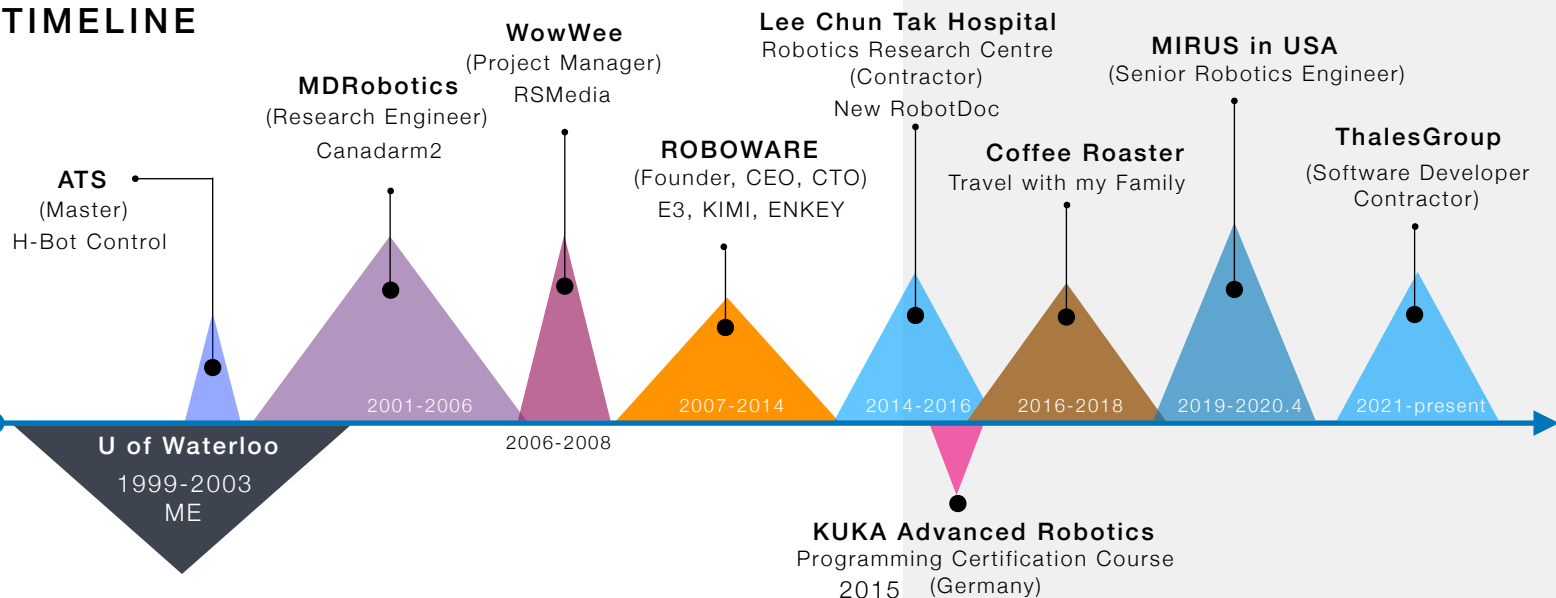 TIMELINE
ATS
(Master)
H-Bot Control
MDRobotics
(Research Engineer)
Canadarm2
WowWee
(Project Manager)
RSMedia
ROBOWARE
(Founder, CEO, CTO)
E3, KIMI, ENKEY
Lee Chun Tak Hospital
Robotics Research Centre
(Contractor)
New RobotDoc
Coffee Roaster
Travel with my Family
MIRUS in USA
(Senior Robotics Engineer)
ThalesGroup
(Software Developer
Contractor)
2001-2006
2006-2008
2007-2014
2014-2016
2016-2018
2019-2020.4
2021-present
U of Waterloo
1999-2003
ME
KUKA Advanced Robotics
Programming Certification Course
2015 (Germany)